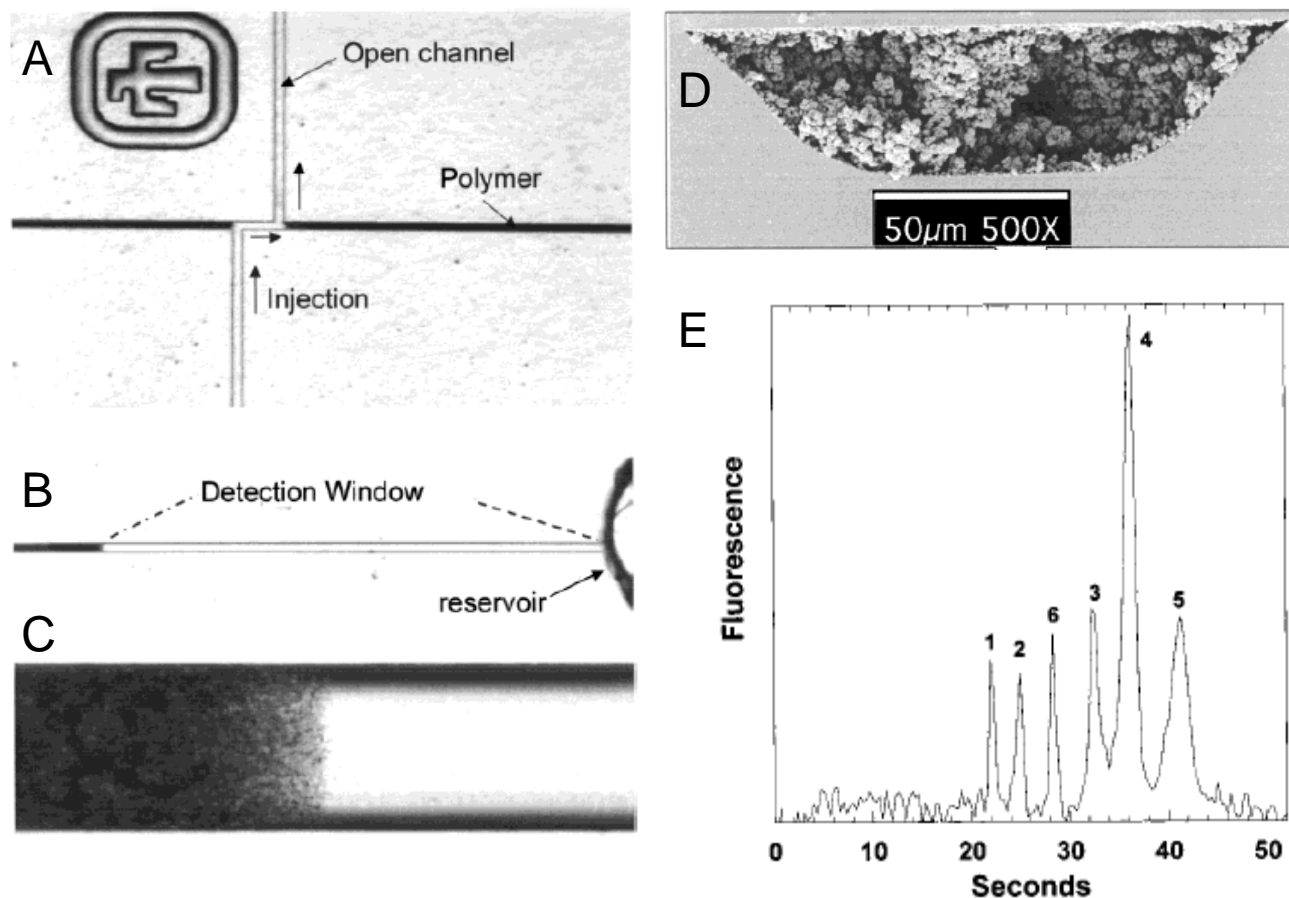 A
Open channel
Polymer
Injection
B
Detection Window
reservoir
C
D
50µm 500X
E
Fluorescence
1
2
6
3
4
5
0 10 20 30 40 50
Seconds